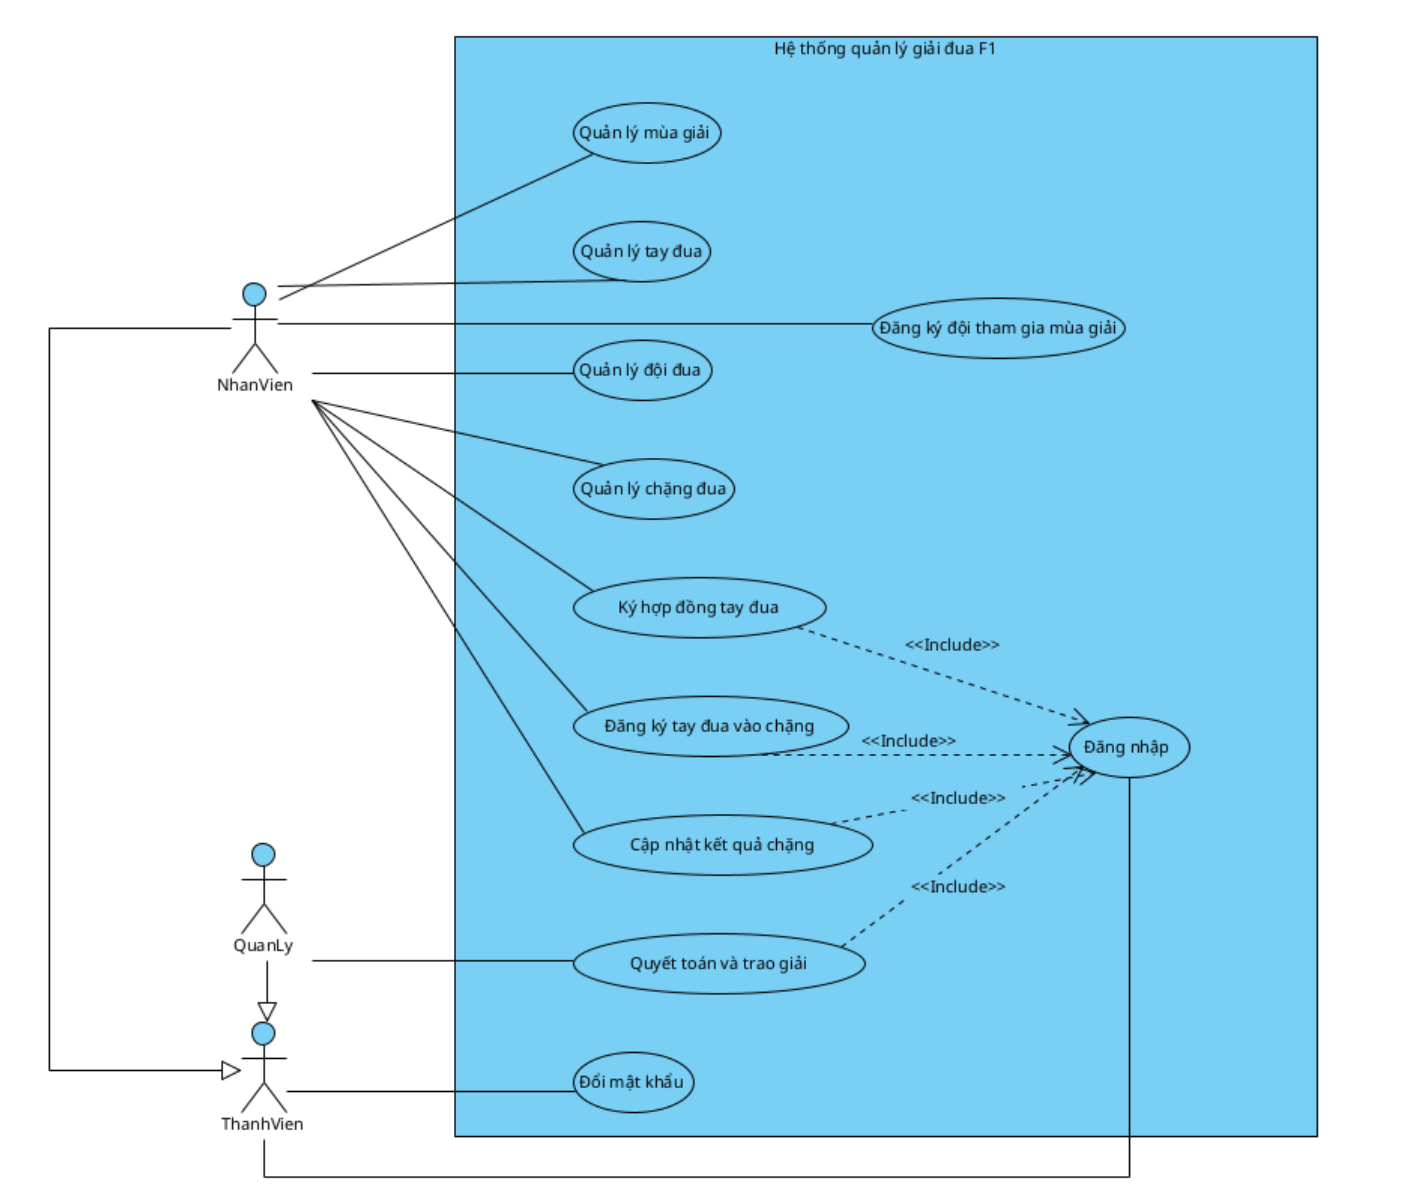 Hệ thống quản lý giải đua F1
Quản lý mùa giải
Quản lý tay đua
Đăng ký đội tham gia mùa giải
Quản lý đội đua
NhanVien
Quản lý chặng đua
Ký hợp đồng tay đua
<<Include>>
Đăng ký tay đua vào chặng
<<Include>>
Đăng nhập
<<Include>>
Cập nhật kết quả chặng
<<Include>>
QuanLy
Quyết toán và trao giải
Đổi mật khẩu
ThanhVien